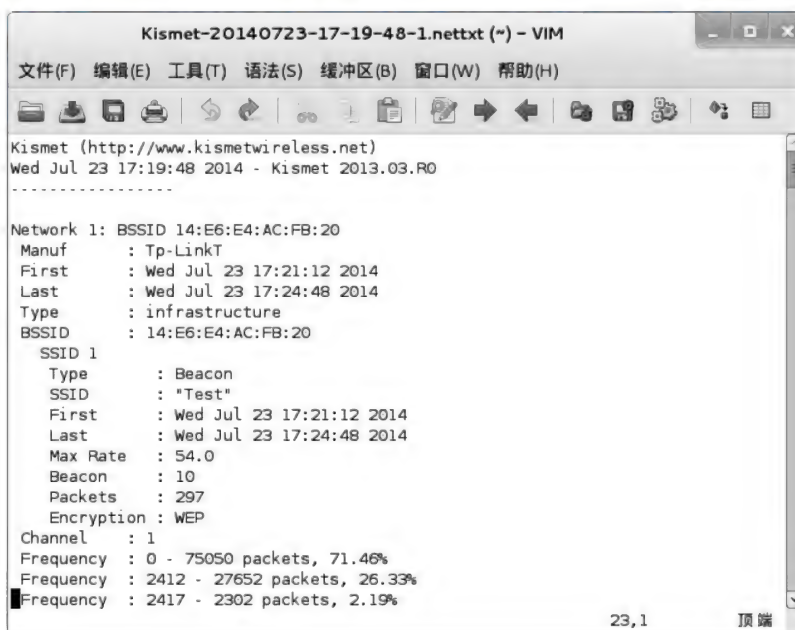 Kismet-20140723-17-19-48-1.nettxt (~) – VIM
文件(F) 编辑(E) 工具(T) 语法(S) 缓冲区(B) 窗口(W) 帮助(H)
Kismet (http://www.kismetwireless.net)
Wed Jul 23 17:19:48 2014 - Kismet 2013.03.R0
-----------------
Network 1: BSSID 14:E6:E4:AC:FB:20
Manuf : Tp-LinkT
First : Wed Jul 23 17:21:12 2014
Last : Wed Jul 23 17:24:48 2014
Type : infrastructure
BSSID : 14:E6:E4:AC:FB:20
SSID 1
Type : Beacon
SSID : "Test"
First : Wed Jul 23 17:21:12 2014
Last : Wed Jul 23 17:24:48 2014
Max Rate : 54.0
Beacon : 10
Packets : 297
Encryption : WEP
Channel : 1
Frequency : 0 - 75050 packets, 71.46%
Frequency : 2412 - 27652 packets, 26.33%
Frequency : 2417 - 2302 packets, 2.19%
23,1 顶端